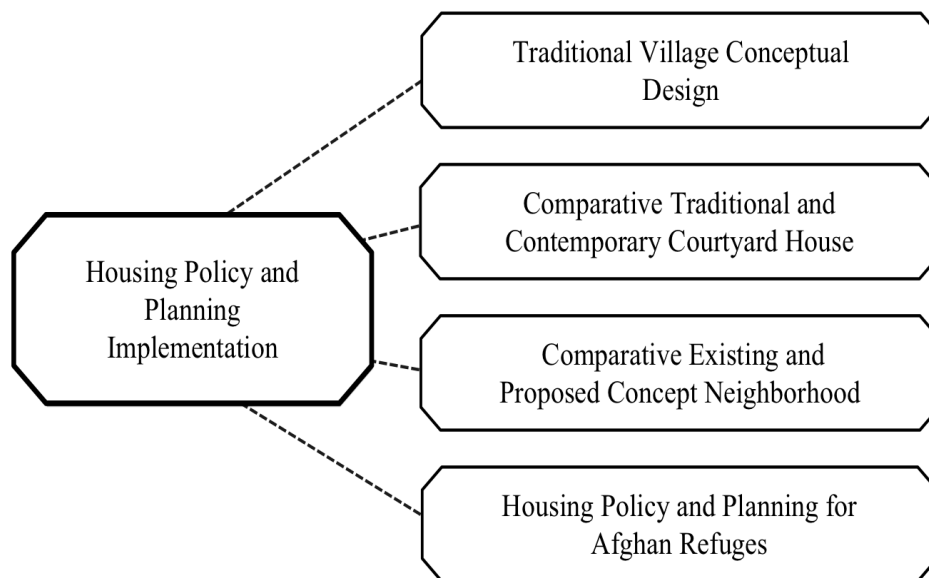 Traditional Village Conceptual
Design
Comparative Traditional and
Contemporary Courtyard House
Housing Policy and
Planning
Implementation
Comparative Existing and
Proposed Concept Neighborhood
Housing Policy and Planning for
Afghan Refuges